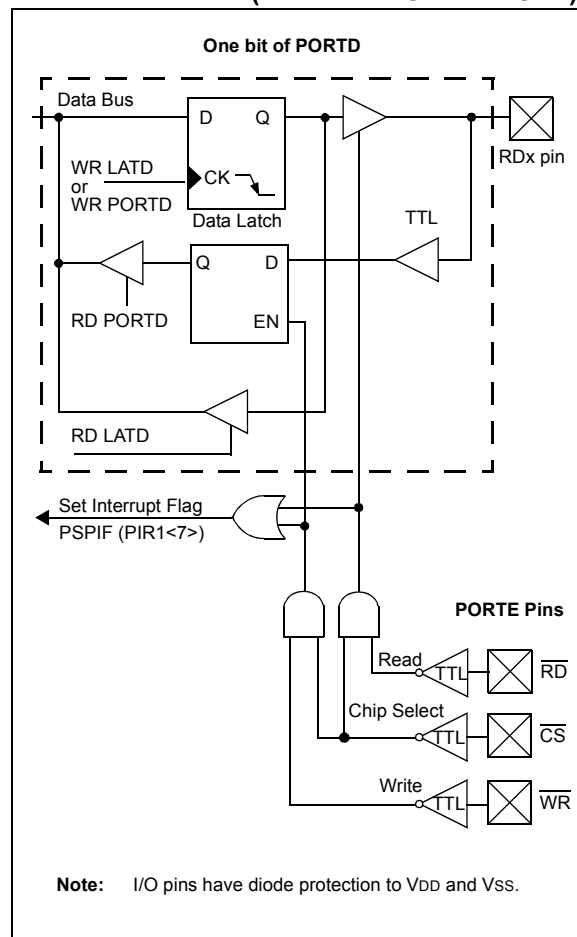 One bit of PORTD
Data Bus
D Q
RDx pin
WR LATD
or
WR PORTD
CK
Data Latch
TTL
Q D
RD PORTD
EN
RD LATD
Set Interrupt Flag
PSPIF (PIR1<7>)
PORTE Pins
Read
TTL
RD
Chip Select
TTL
CS
Write
TTL
WR
Note: I/O pins have diode protection to VDD and VSS.